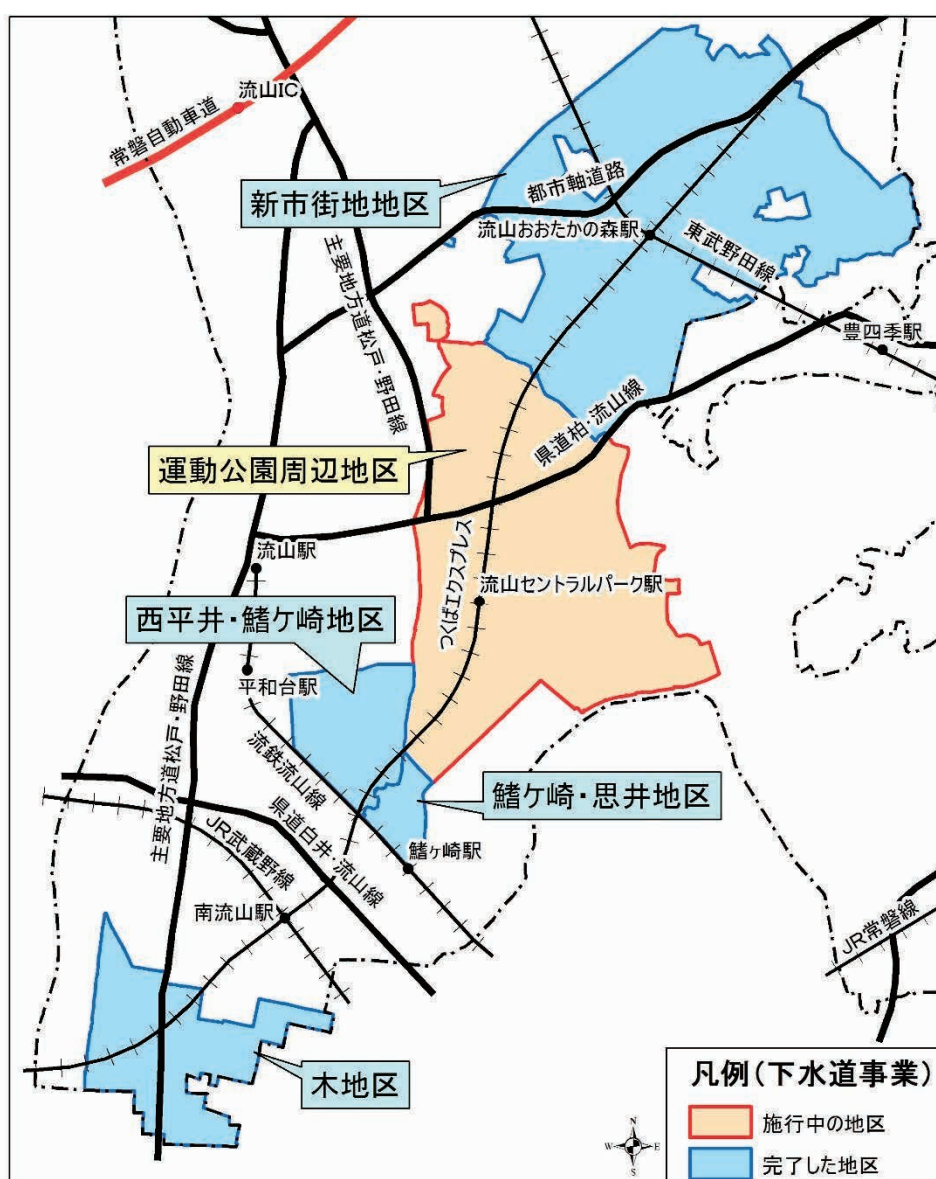 流山IC
常磐自動車道
新市街地地区
都市軸道路
流山おおたかの森駅
東武野田線
主要地方道松戸・野田線
豊四季駅
県道柏・流山線
運動公園周辺地区
流山駅
つくばエクスプレス
流山セントラルパーク駅
西平井・鰭ケ崎地区
平和台駅
流鉄流山線
鰭ケ崎・思井地区
主要地方道松戸・野田線
県道白井・流山線
JR武蔵野線
鰭ヶ崎駅
南流山駅
JR常磐線
木地区
凡例(下水道事業)
N
W
E
S
施行中の地区
完了した地区